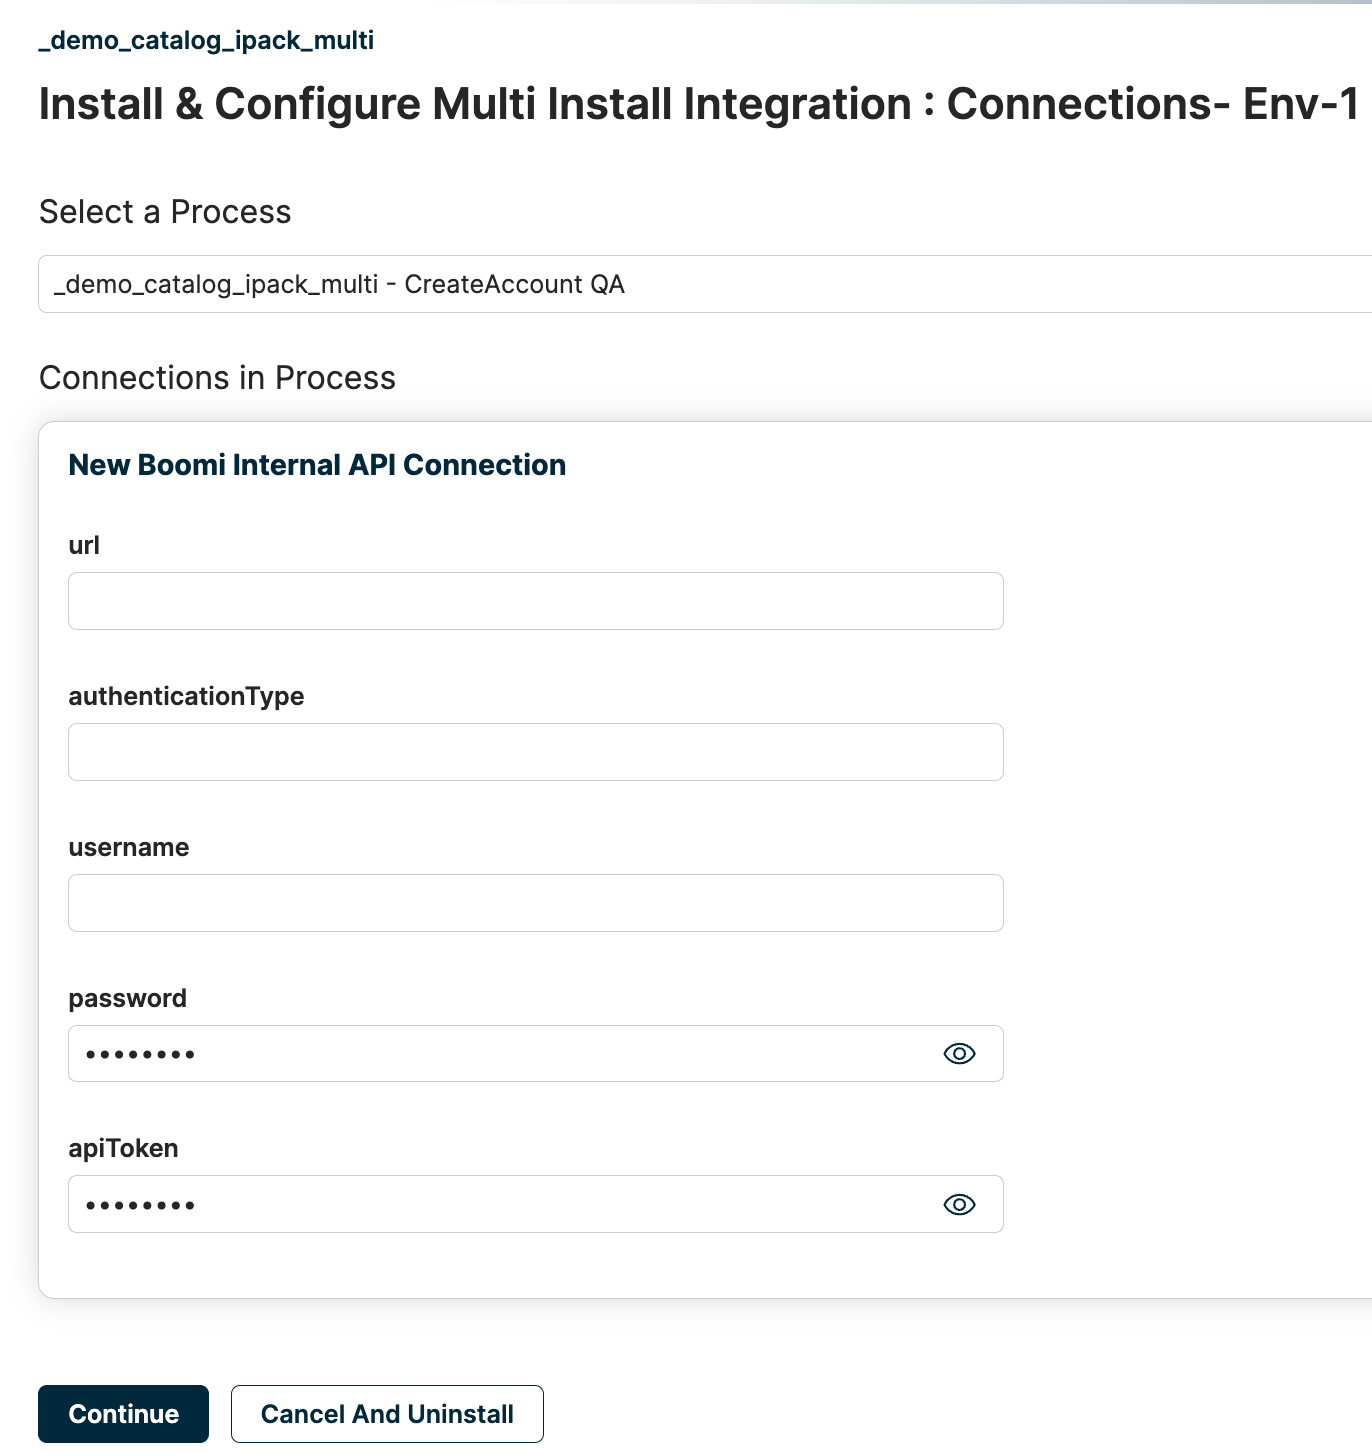 _demo_catalog_ipack_multi
Install & Configure Multi Install Integration : Connections- Env-1
Select a Process
_demo_catalog_ipack_multi - CreateAccount QA
Connections in Process
New Boomi Internal API Connection
url
authenticationType
username
password
••••••••
apiToken
••••••••
Continue
Cancel And Uninstall